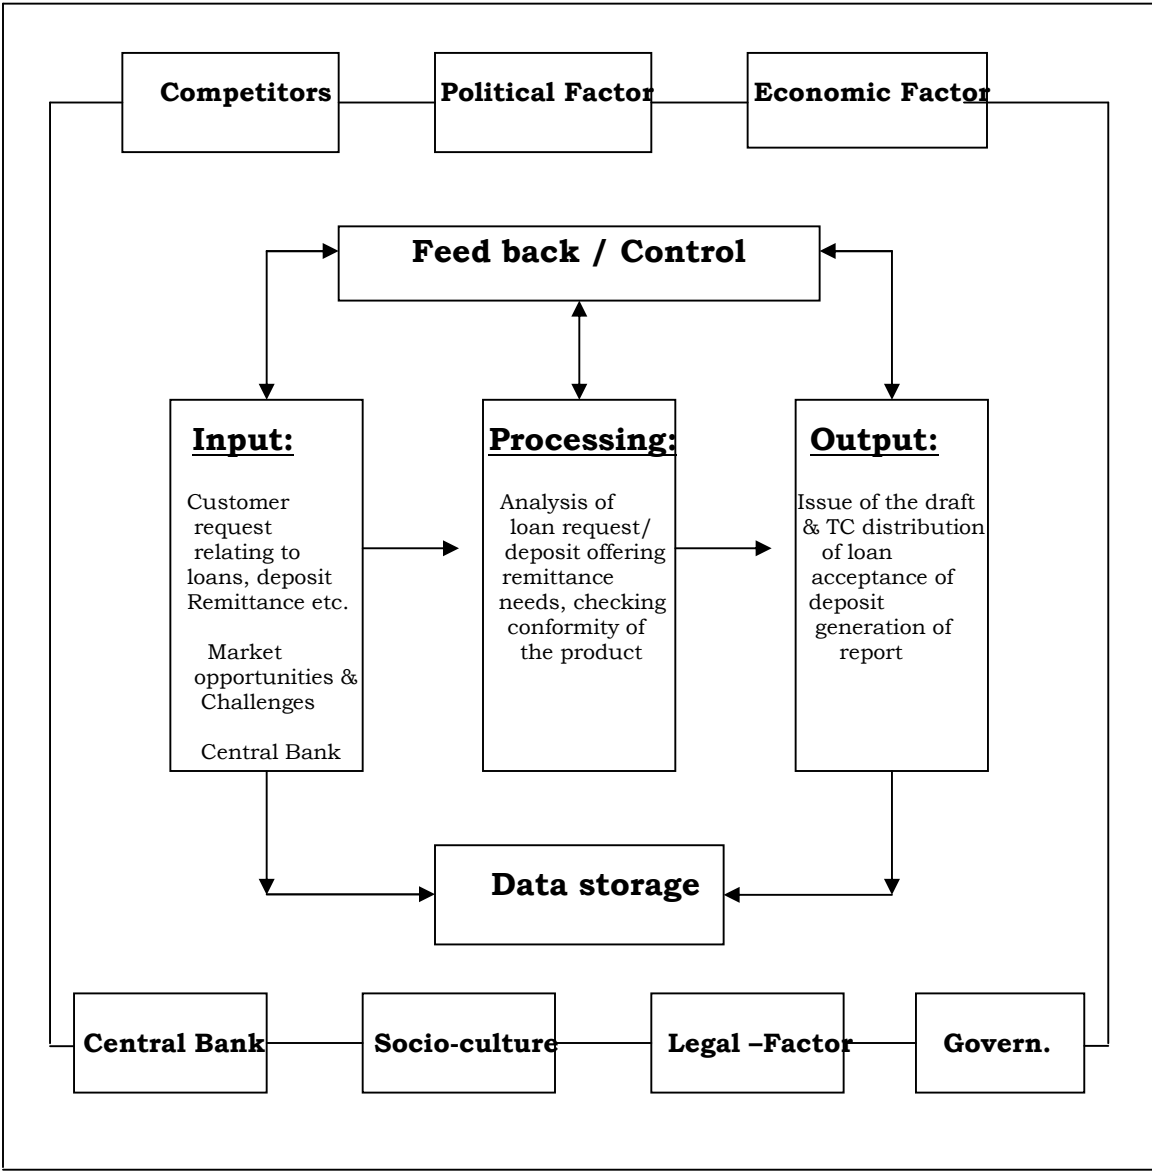 Competitors
Political Factor
Economic Factor
Feed back / Control
Input:
Customer
request
relating to
loans, deposit
Remittance etc.
Market
opportunities &
Challenges
Central Bank
Processing:
Analysis of
loan request/
deposit offering
remittance
needs, checking
conformity of
the product
Output:
Issue of the draft
& TC distribution
of loan
acceptance of
deposit
generation of
report
Data storage
Central Bank
Socio-culture
Legal –Factor
Govern.